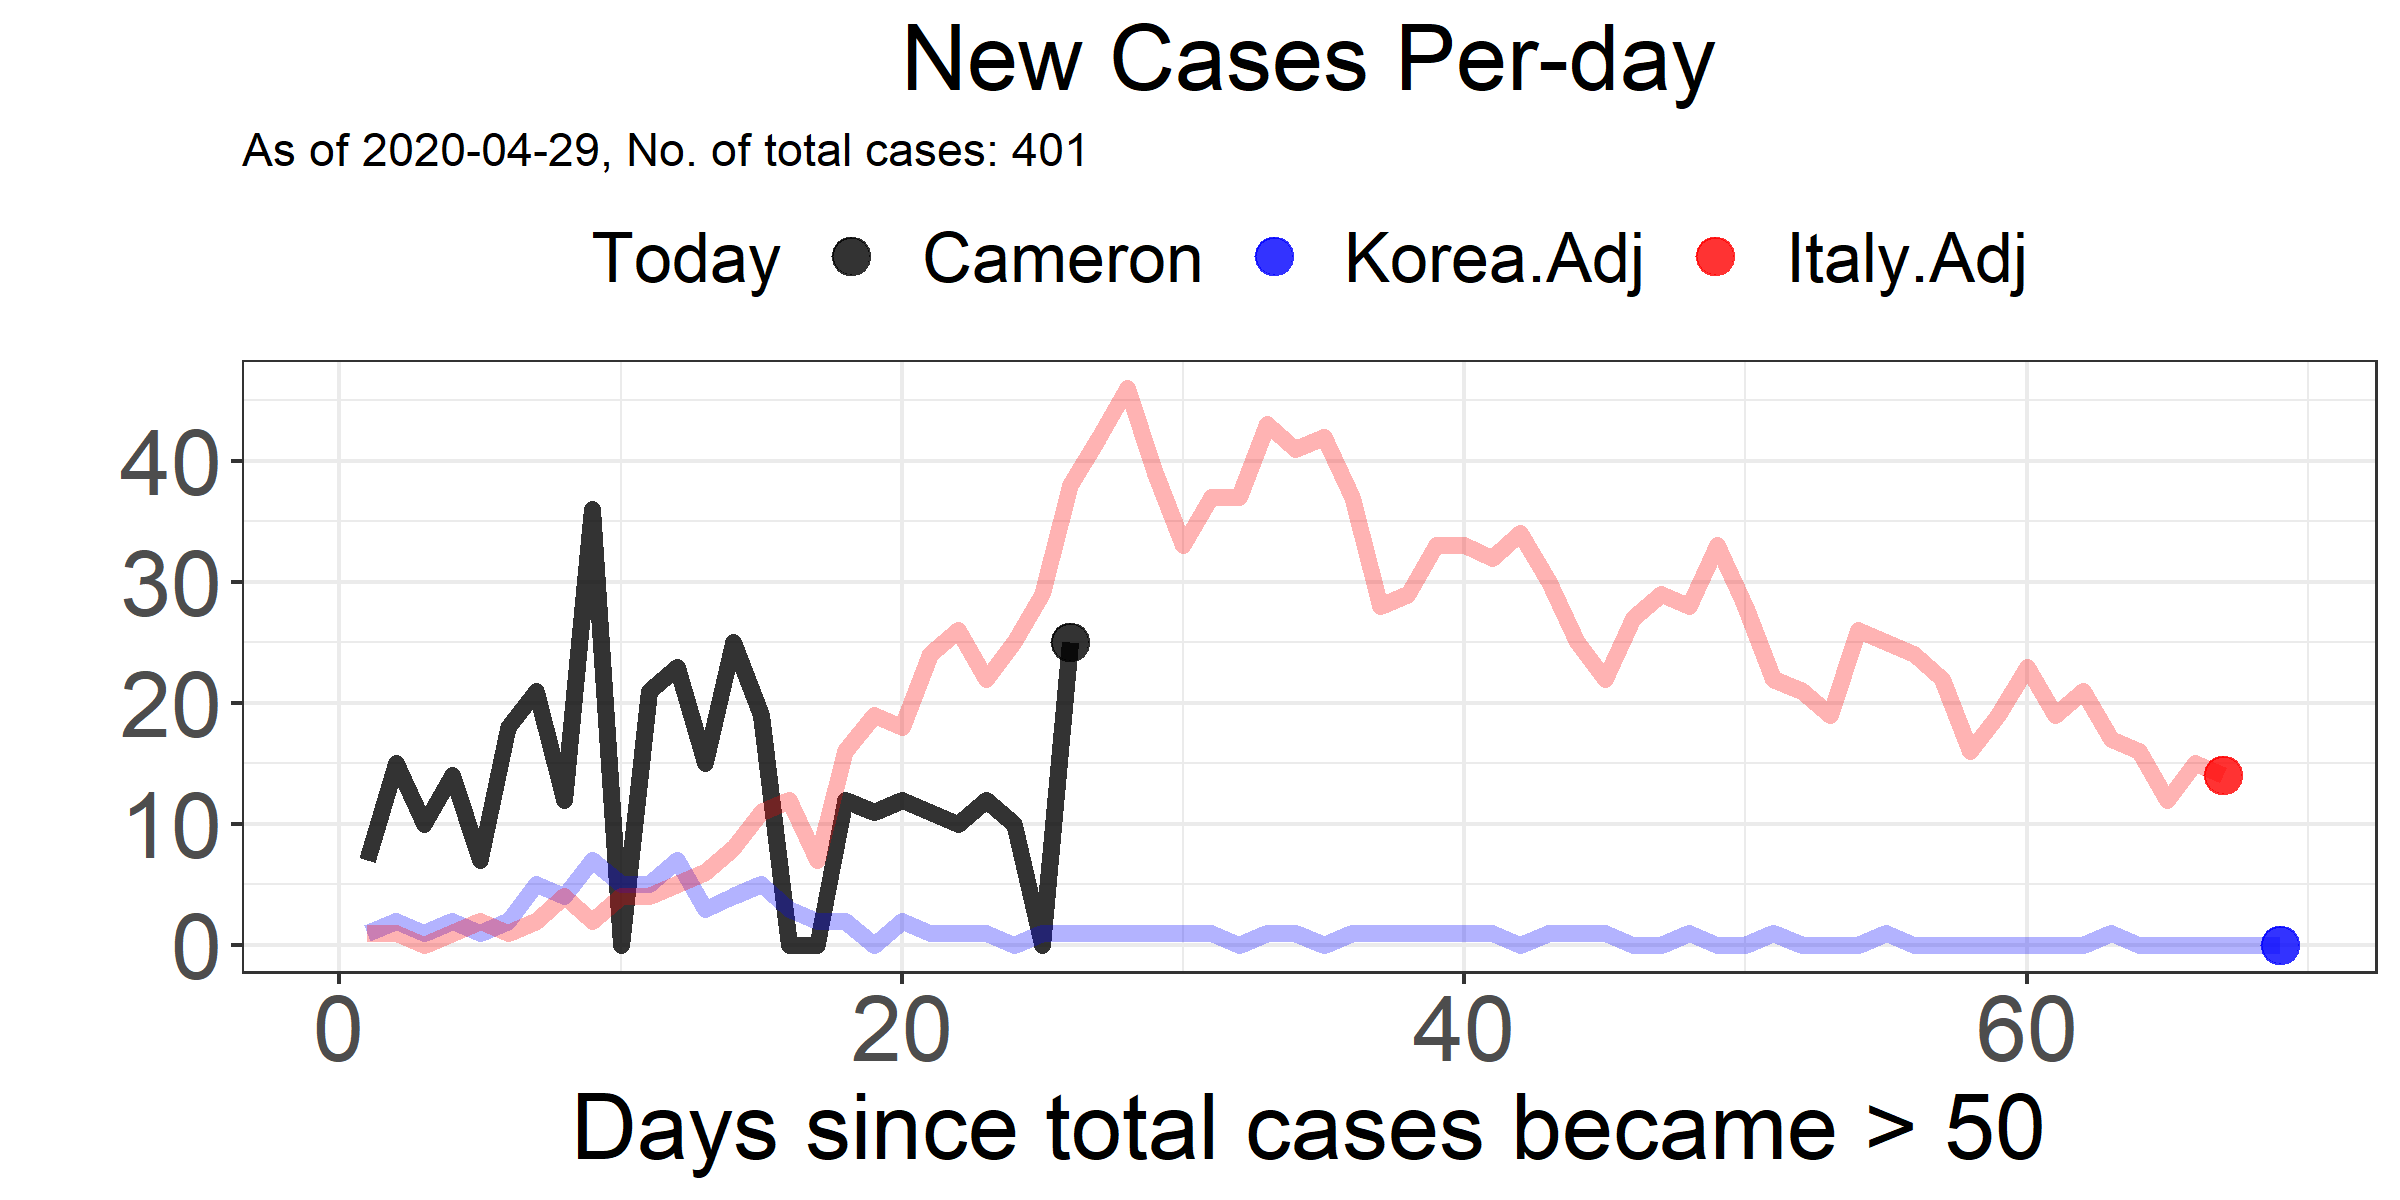 New Cases Per-day
As of 2020-04-29, No. of total cases: 401
Today Cameron Korea.Adj Italy.Adj
40
30
20
10
0
0 20 40 60
Days since total cases became > 50